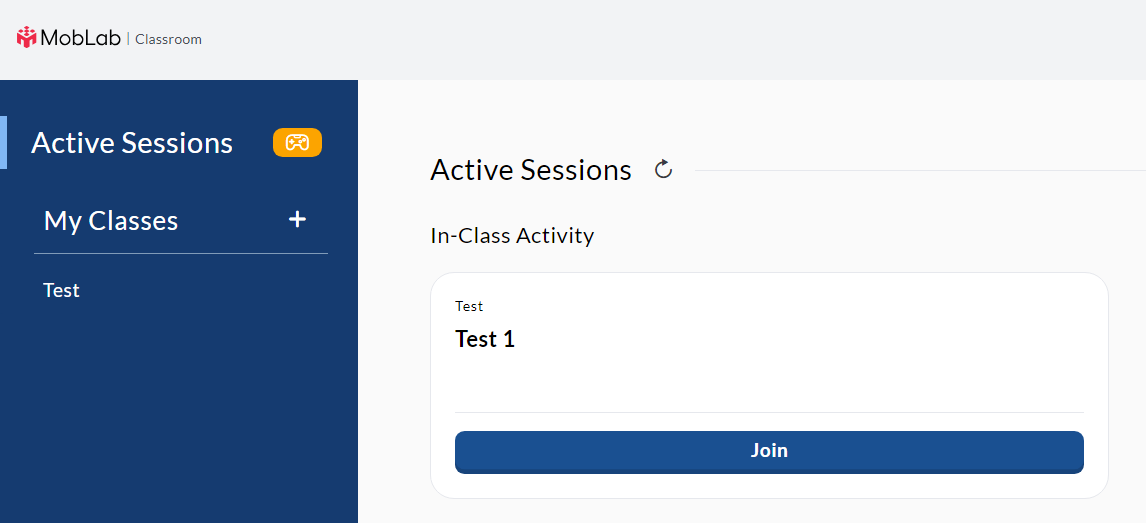 MobLab | Classroom
Active Sessions
My Classes +
Test
Active Sessions
In-Class Activity
Test
Test 1
Join